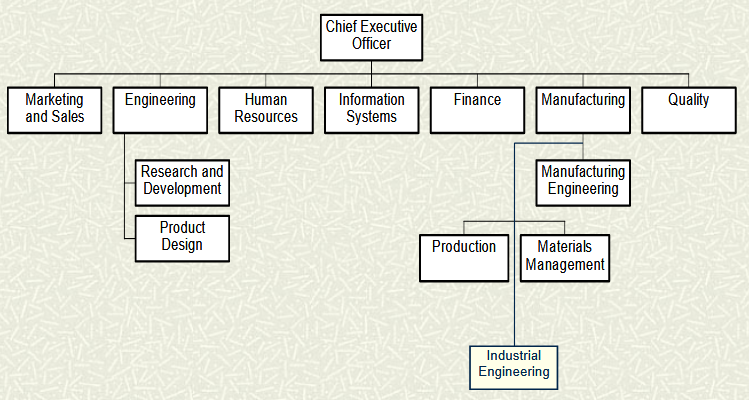 Chief Executive
Officer
Marketing
and Sales
Engineering
Human
Resources
Information
Systems
Finance
Manufacturing
Quality
Research and
Development
Manufacturing
Engineering
Product
Design
Production
Materials
Management
Industrial
Engineering